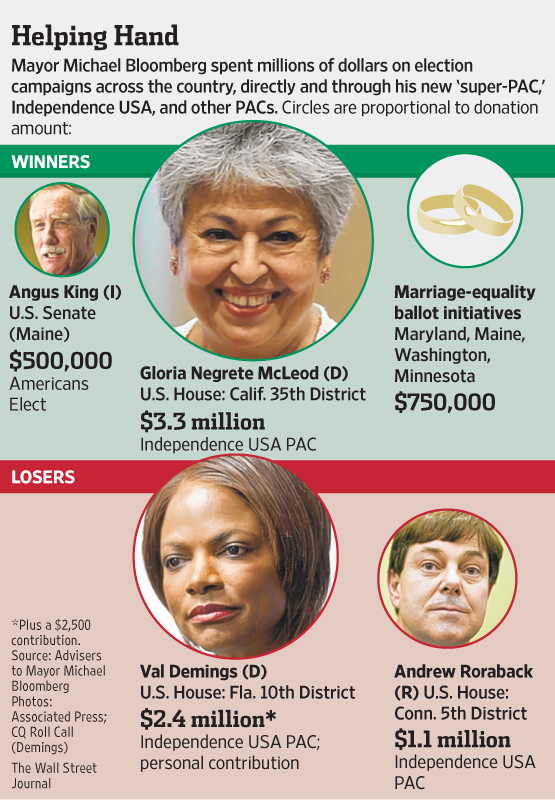 Helping Hand
Mayor Michael Bloomberg spent millions of dollars on election
campaigns across the country, directly and through his new ‘super-PAC,’
Independence USA, and other PACs. Circles are proportional to donation
amount:
WINNERS
Angus King (I)
U.S. Senate
(Maine)
$500,000
Americans
Elect
Gloria Negrete McLeod (D)
U.S. House: Calif. 35th District
$3.3 million
Independence USA PAC
Marriage-equality
ballot initiatives
Maryland, Maine,
Washington,
Minnesota
$750,000
LOSERS
*Plus a $2,500
contribution.
Source: Advisers
to Mayor Michael
Bloomberg
Photos:
Associated Press;
CQ Roll Call
(Demings)
The Wall Street
Journal
Val Demings (D)
U.S. House: Fla. 10th District
$2.4 million*
Independence USA PAC;
personal contribution
Andrew Roraback
(R) U.S. House:
Conn. 5th District
$1.1 million
Independence USA
PAC